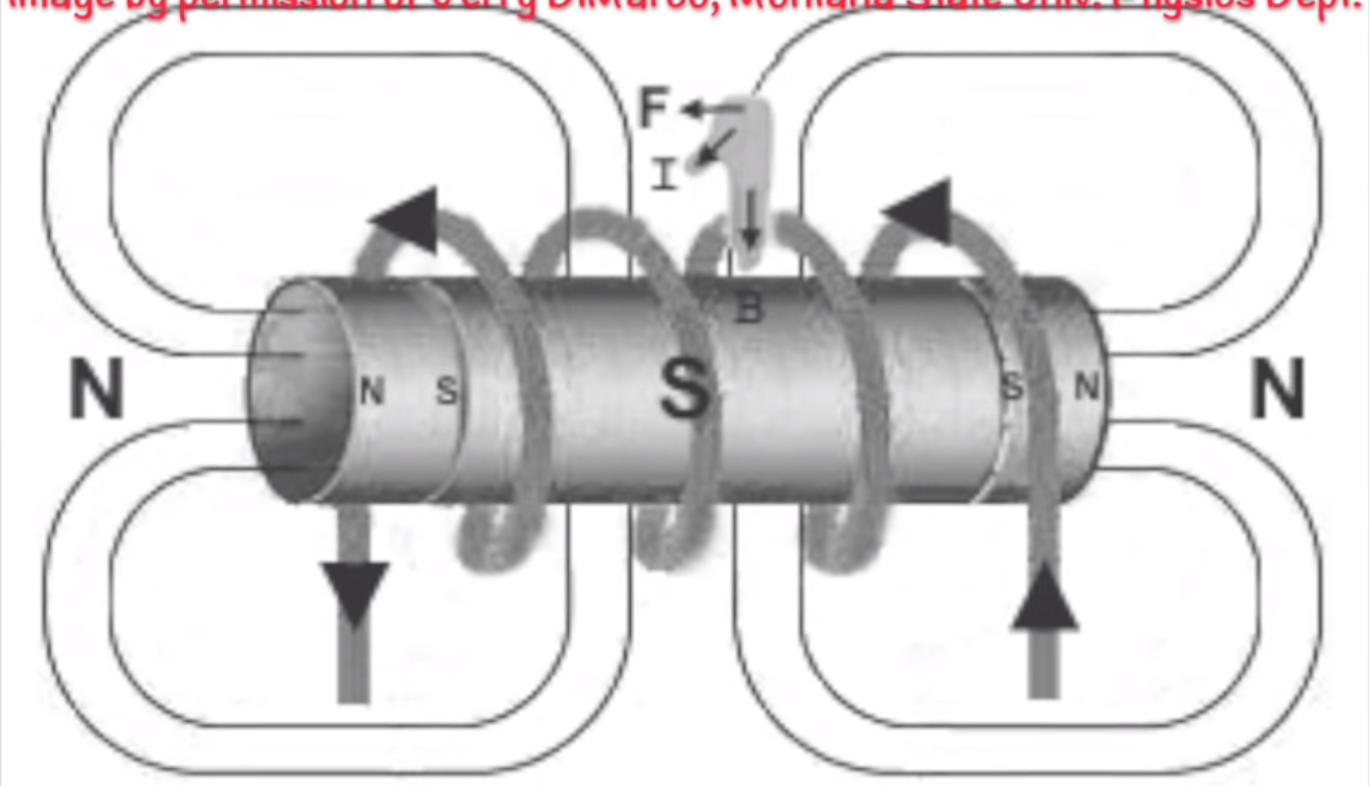 Image by permission of Jerry DiMarco, Montana State Univ. Physics Dept.
F
I
B
N
N
S
S
S
N
N